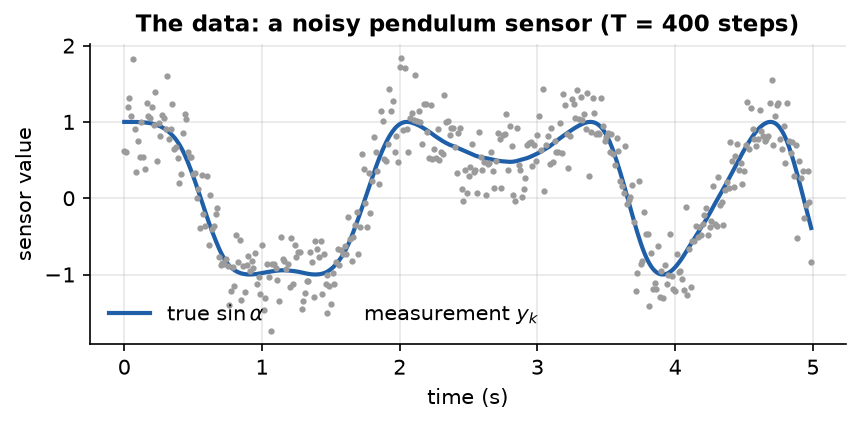 The data: a noisy pendulum sensor (T = 400 steps)
sensor value
2
1
0
−1
true sin α
measurement yₖ
0 1 2 3 4 5
time (s)